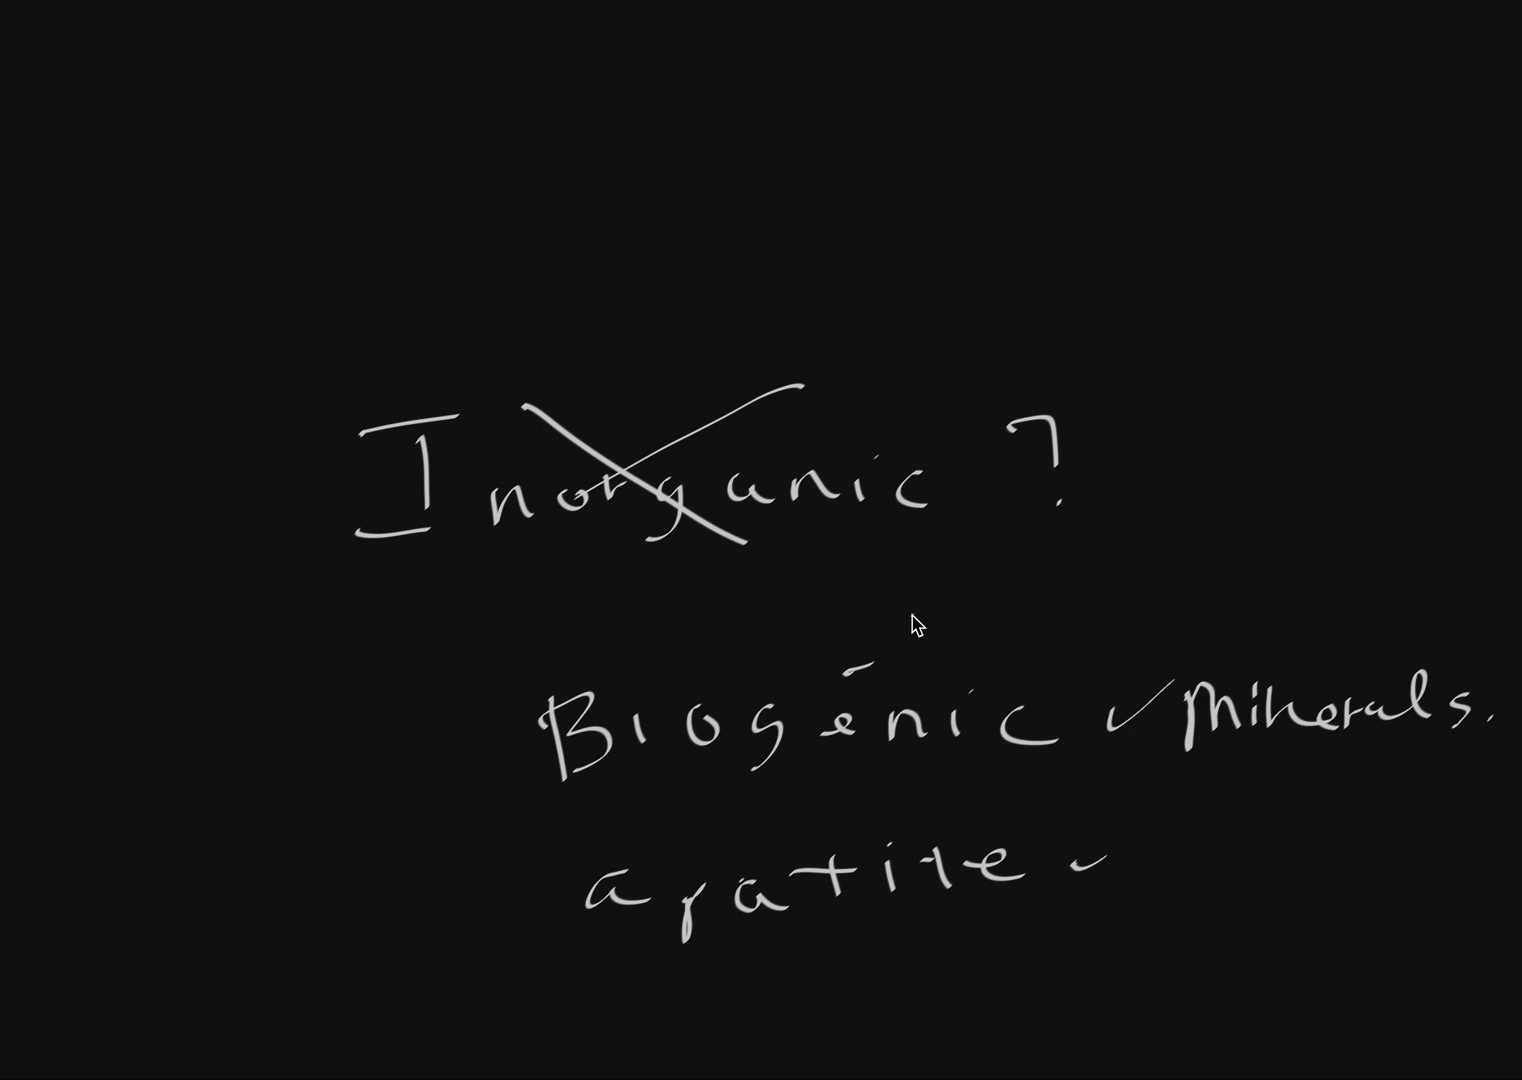 Inorganic ?
Biogenic ✓ Minerals.
apatite ✓